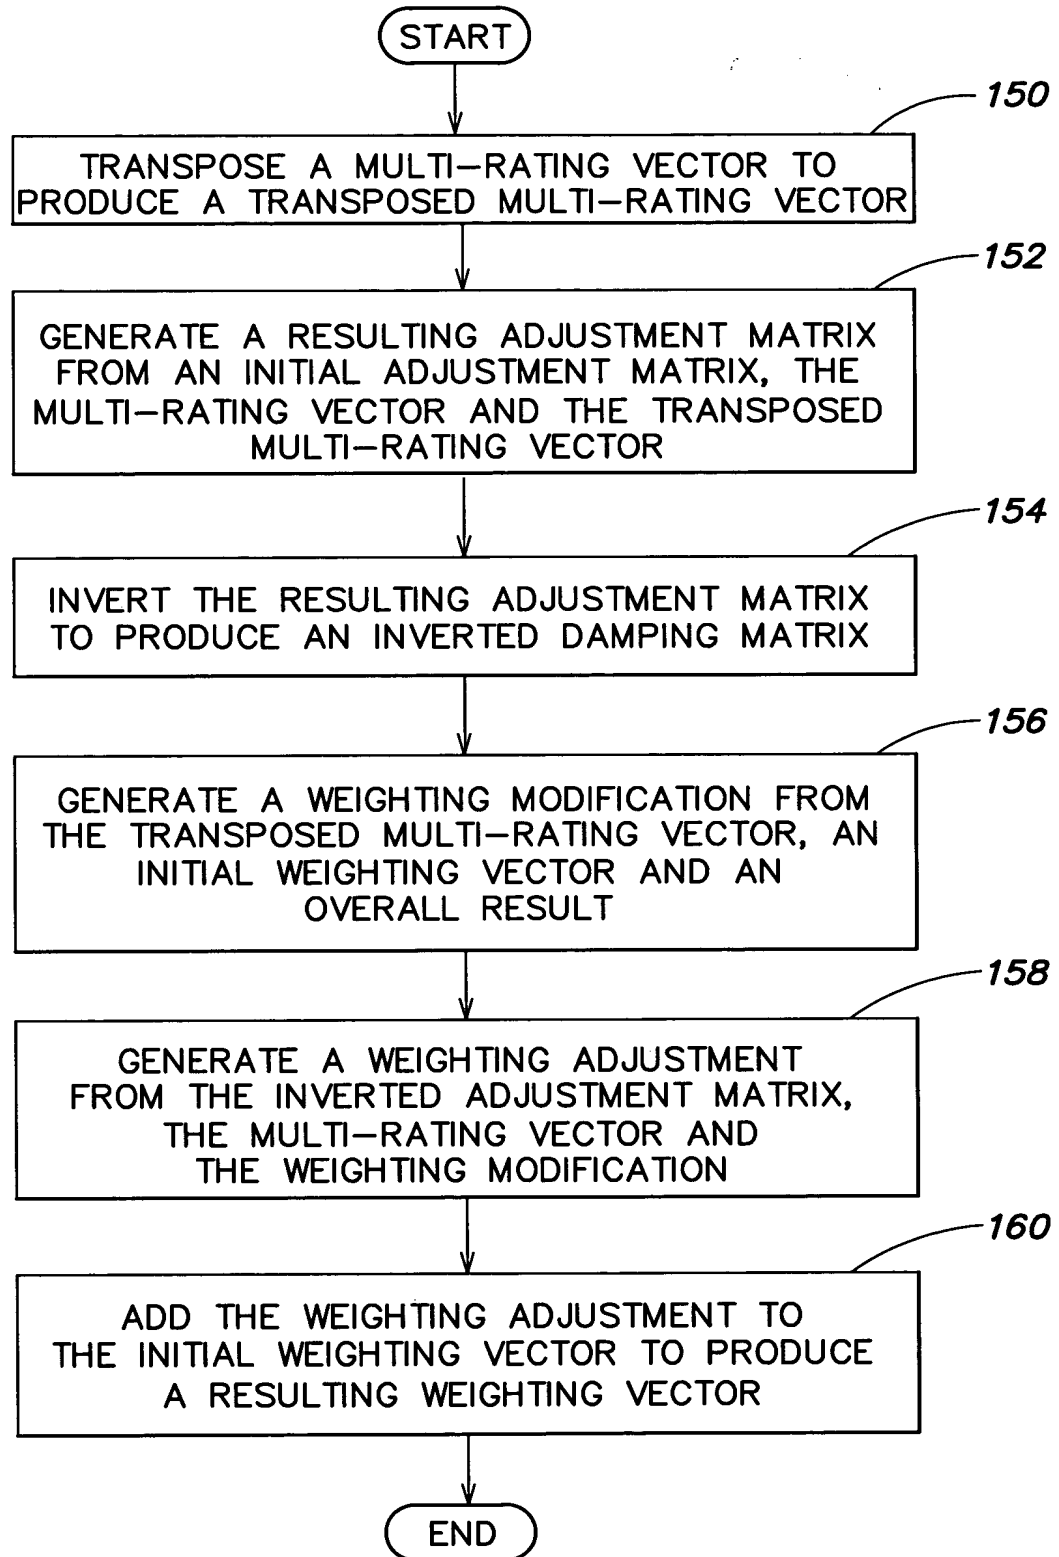 START
150
TRANSPOSE A MULTI-RATING VECTOR TO
PRODUCE A TRANSPOSED MULTI-RATING VECTOR
152
GENERATE A RESULTING ADJUSTMENT MATRIX
FROM AN INITIAL ADJUSTMENT MATRIX, THE
MULTI-RATING VECTOR AND THE TRANSPOSED
MULTI-RATING VECTOR
154
INVERT THE RESULTING ADJUSTMENT MATRIX
TO PRODUCE AN INVERTED DAMPING MATRIX
156
GENERATE A WEIGHTING MODIFICATION FROM
THE TRANSPOSED MULTI-RATING VECTOR, AN
INITIAL WEIGHTING VECTOR AND AN
OVERALL RESULT
158
GENERATE A WEIGHTING ADJUSTMENT
FROM THE INVERTED ADJUSTMENT MATRIX,
THE MULTI-RATING VECTOR AND
THE WEIGHTING MODIFICATION
160
ADD THE WEIGHTING ADJUSTMENT TO
THE INITIAL WEIGHTING VECTOR TO PRODUCE
A RESULTING WEIGHTING VECTOR
END